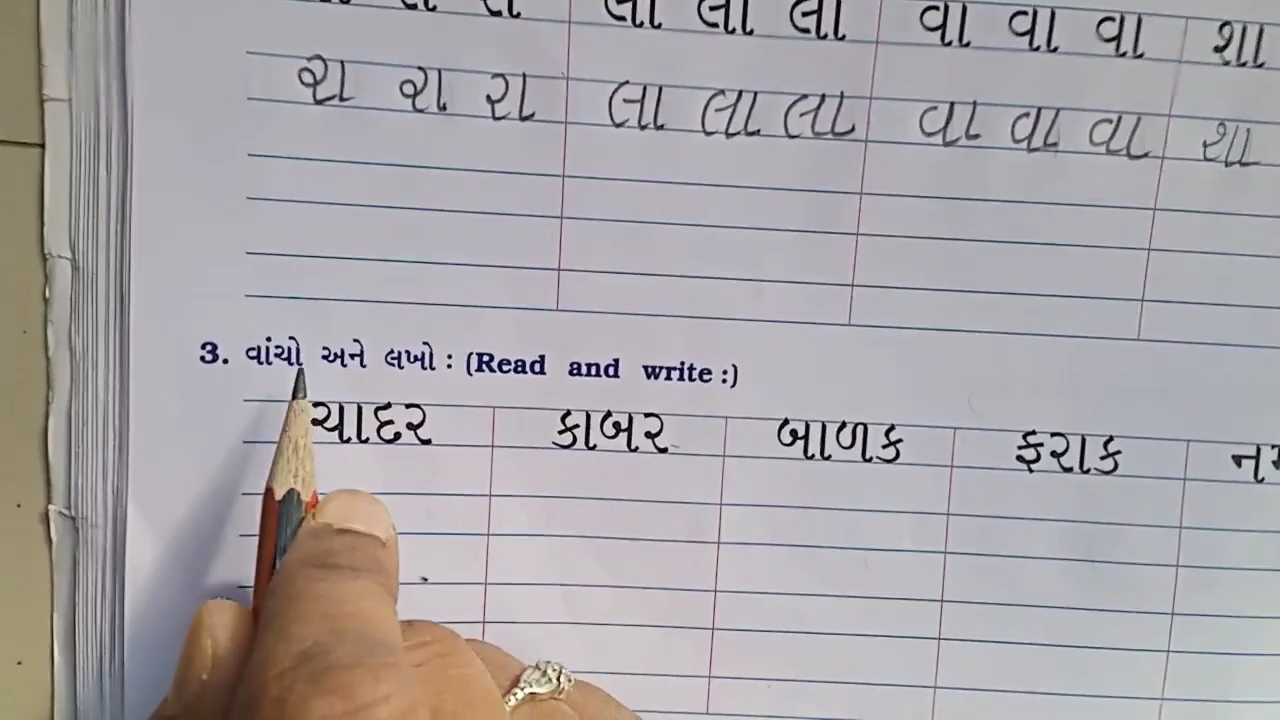 લા લા લા વા વા વા શા
રા રા રા લા લા લા વા વા વા શા
3. વાંચો અને લખો : (Read and write :)
ચાદર કાબર બાળક ફરાક